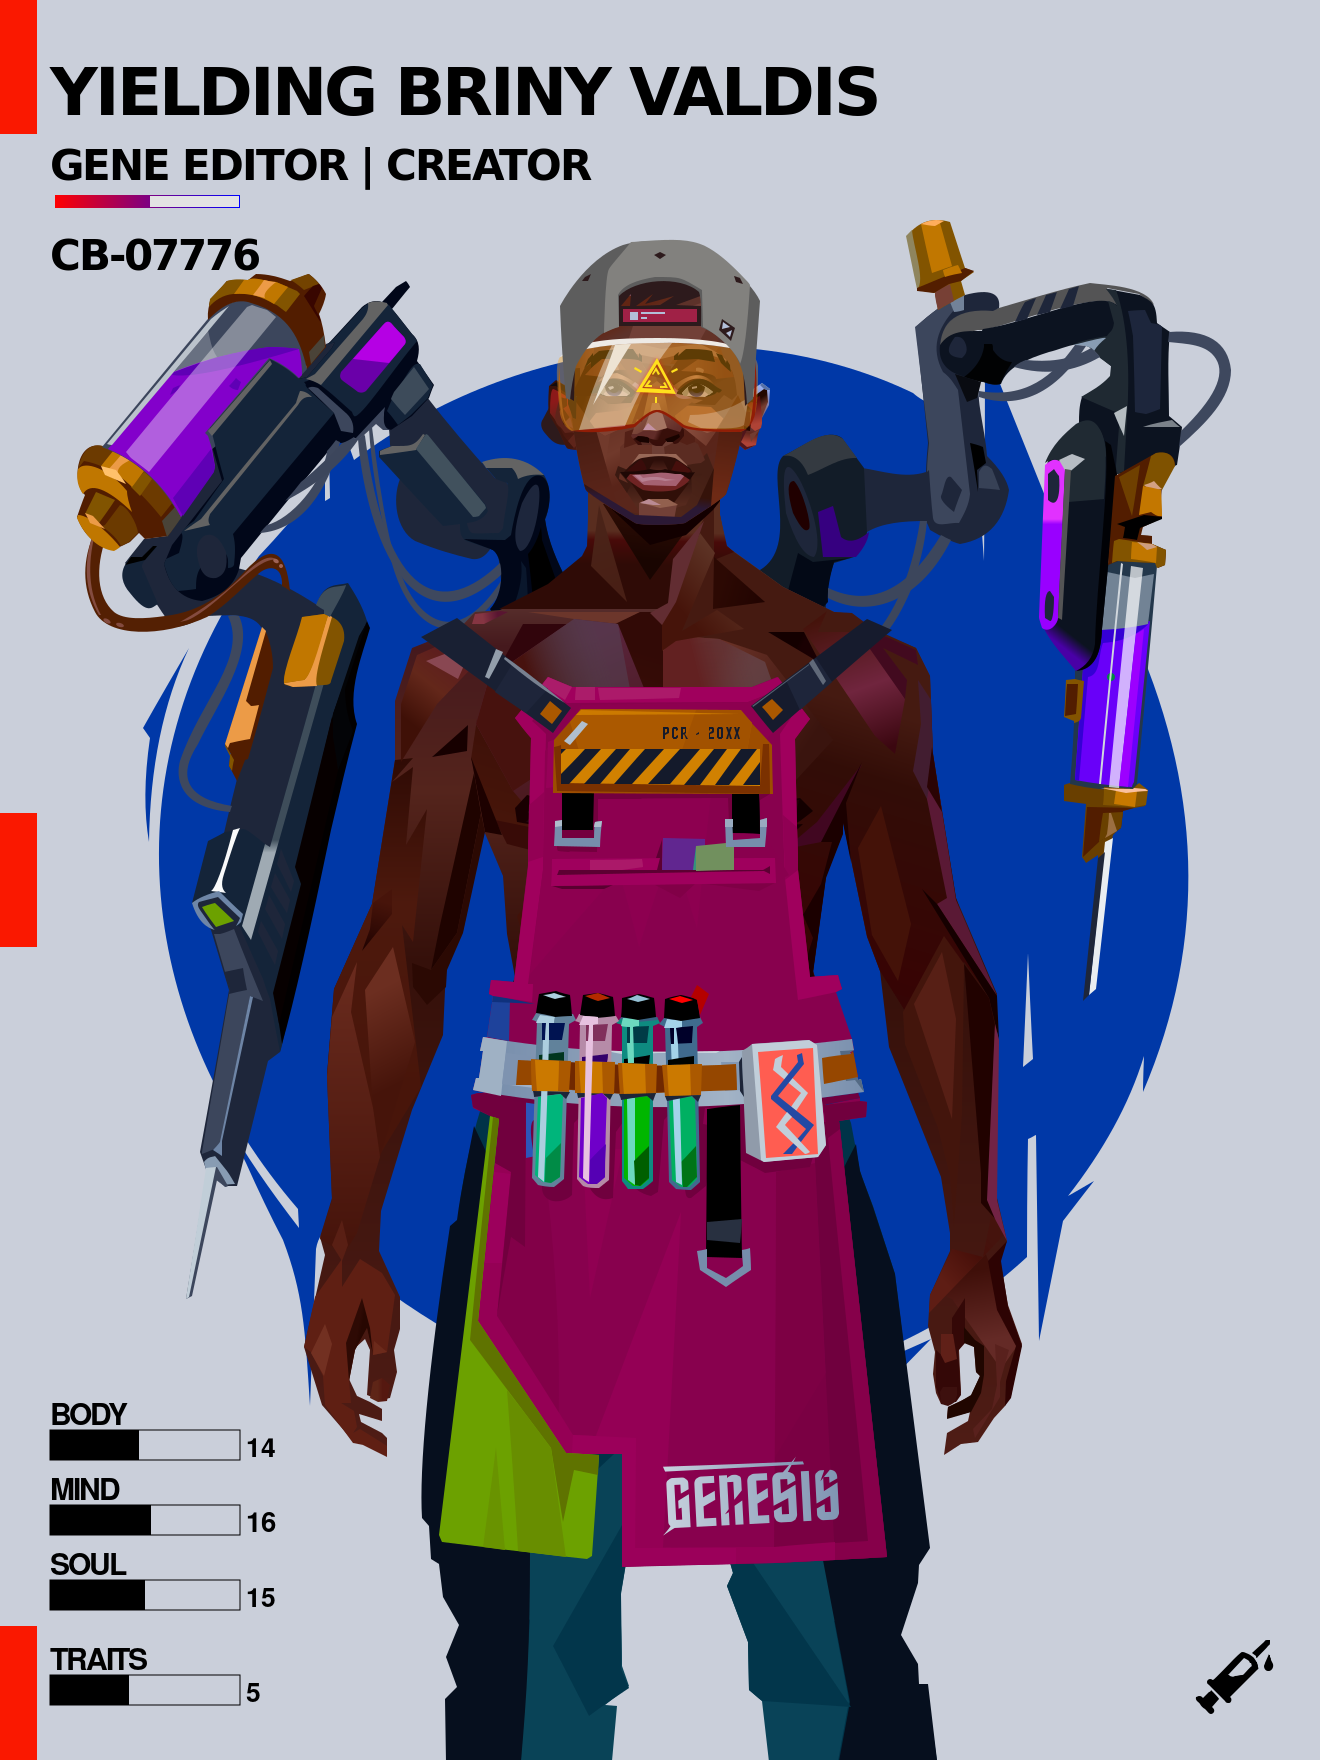 YIELDING BRINY VALDIS
GENE EDITOR | CREATOR
CB-07776
PCR - 20XX
GENESIS
BODY
14
MIND
16
SOUL
15
TRAITS
5